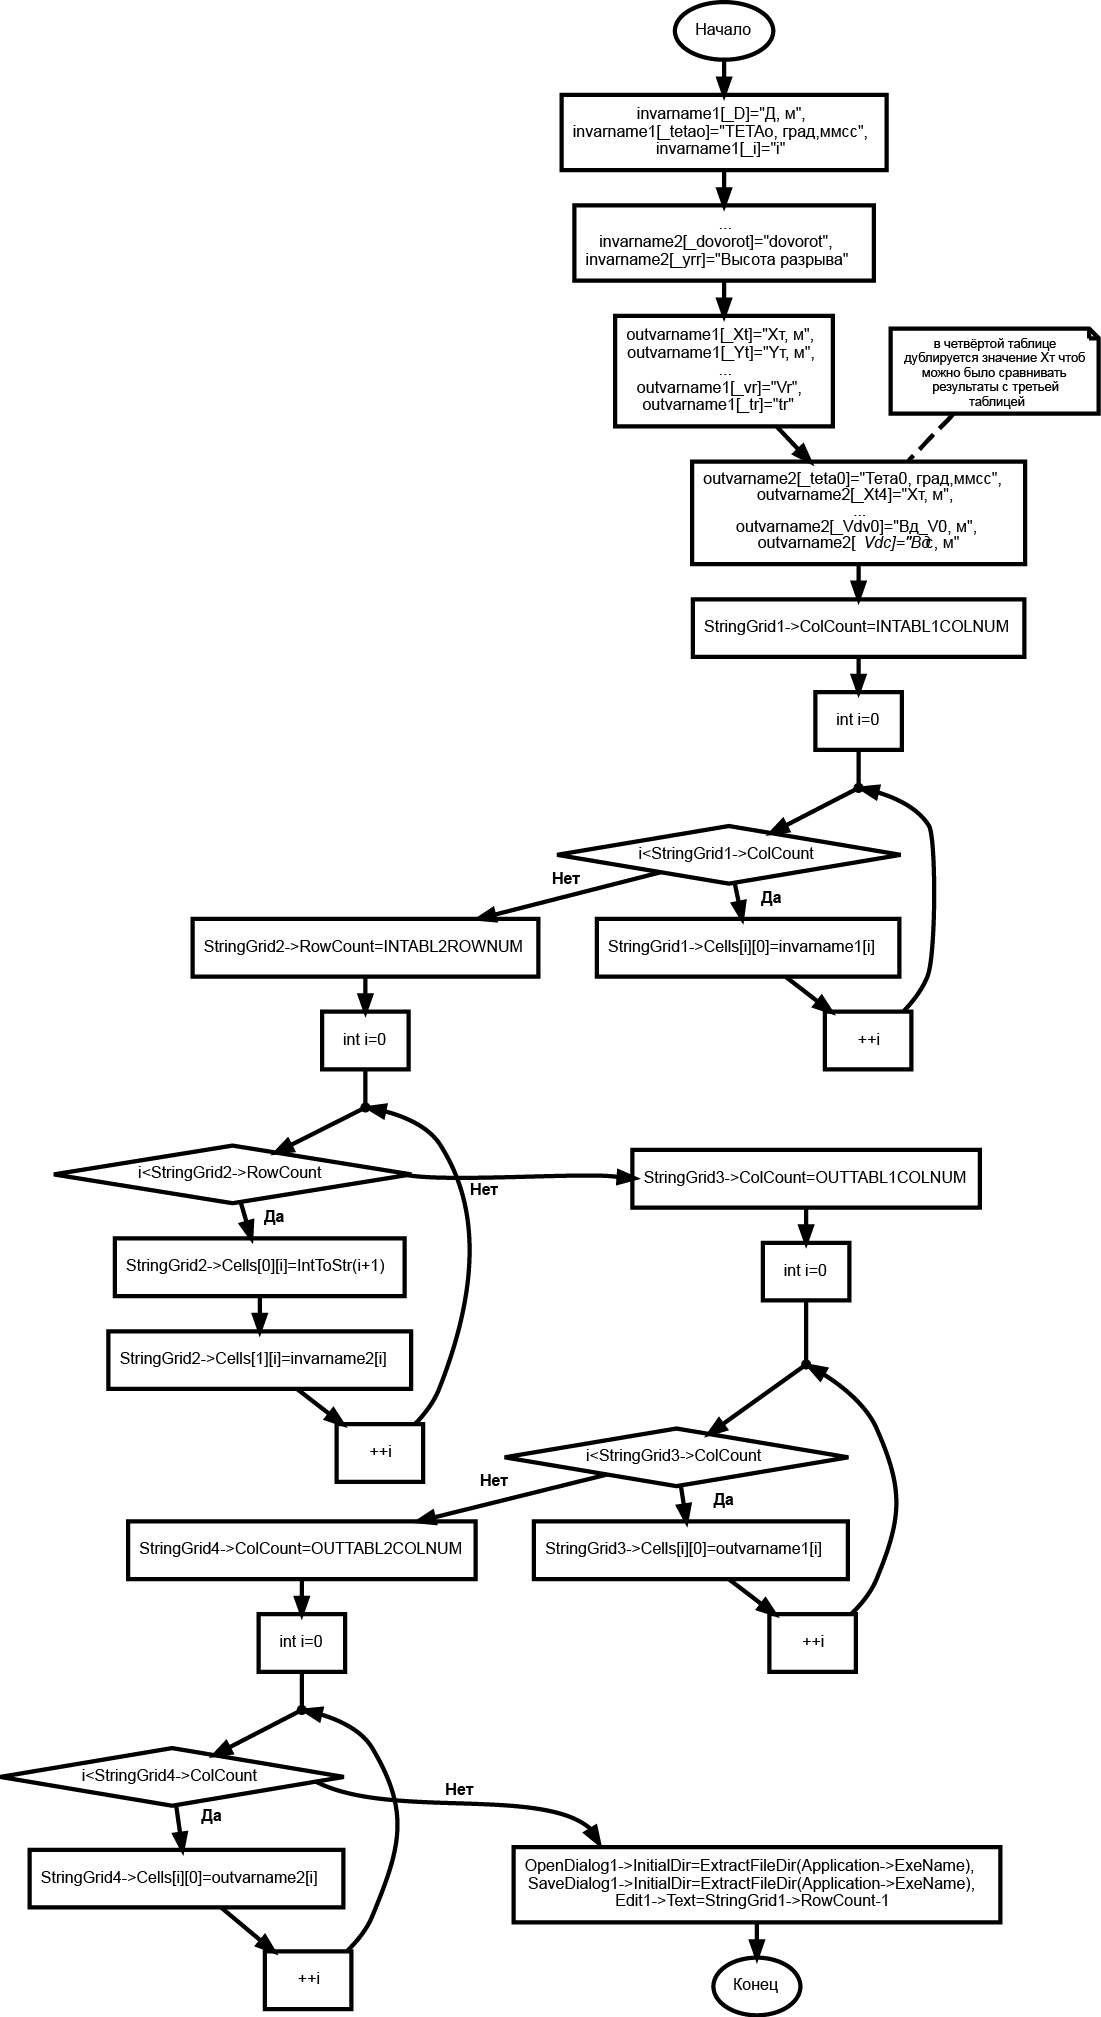 Начало
invarname1[_D]="Д, м",
invarname1[_tetao]="ТЕТАо, град,ммсс",
invarname1[_i]="i"
...
invarname2[_dovorot]="dovorot",
invarname2[_yrr]="Высота разрыва"
outvarname1[_Xt]="Xт, м",
outvarname1[_Yt]="Yт, м",
...
outvarname1[_vr]="Vr",
outvarname1[_tr]="tr"
в четвёртой таблице
дублируется значение Хт чтоб
можно было сравнивать
результаты с третьей
таблицей
outvarname2[_teta0]="Тета0, град,ммсс",
outvarname2[_Xt4]="Xт, м",
...
outvarname2[_Vdv0]="Вд_V0, м",
outvarname2[ Vdc]="Вдс, м"
StringGrid1->ColCount=INTABL1COLNUM
int i=0
i<StringGrid1->ColCount
Нет
Да
StringGrid2->RowCount=INTABL2ROWNUM
StringGrid1->Cells[i][0]=invarname1[i]
int i=0
++i
i<StringGrid2->RowCount
Нет
Да
StringGrid3->ColCount=OUTTABL1COLNUM
StringGrid2->Cells[0][i]=IntToStr(i+1)
int i=0
StringGrid2->Cells[1][i]=invarname2[i]
++i
i<StringGrid3->ColCount
Нет
Да
StringGrid4->ColCount=OUTTABL2COLNUM
StringGrid3->Cells[i][0]=outvarname1[i]
int i=0
++i
i<StringGrid4->ColCount
Нет
Да
StringGrid4->Cells[i][0]=outvarname2[i]
OpenDialog1->InitialDir=ExtractFileDir(Application->ExeName),
SaveDialog1->InitialDir=ExtractFileDir(Application->ExeName),
Edit1->Text=StringGrid1->RowCount-1
++i
Конец